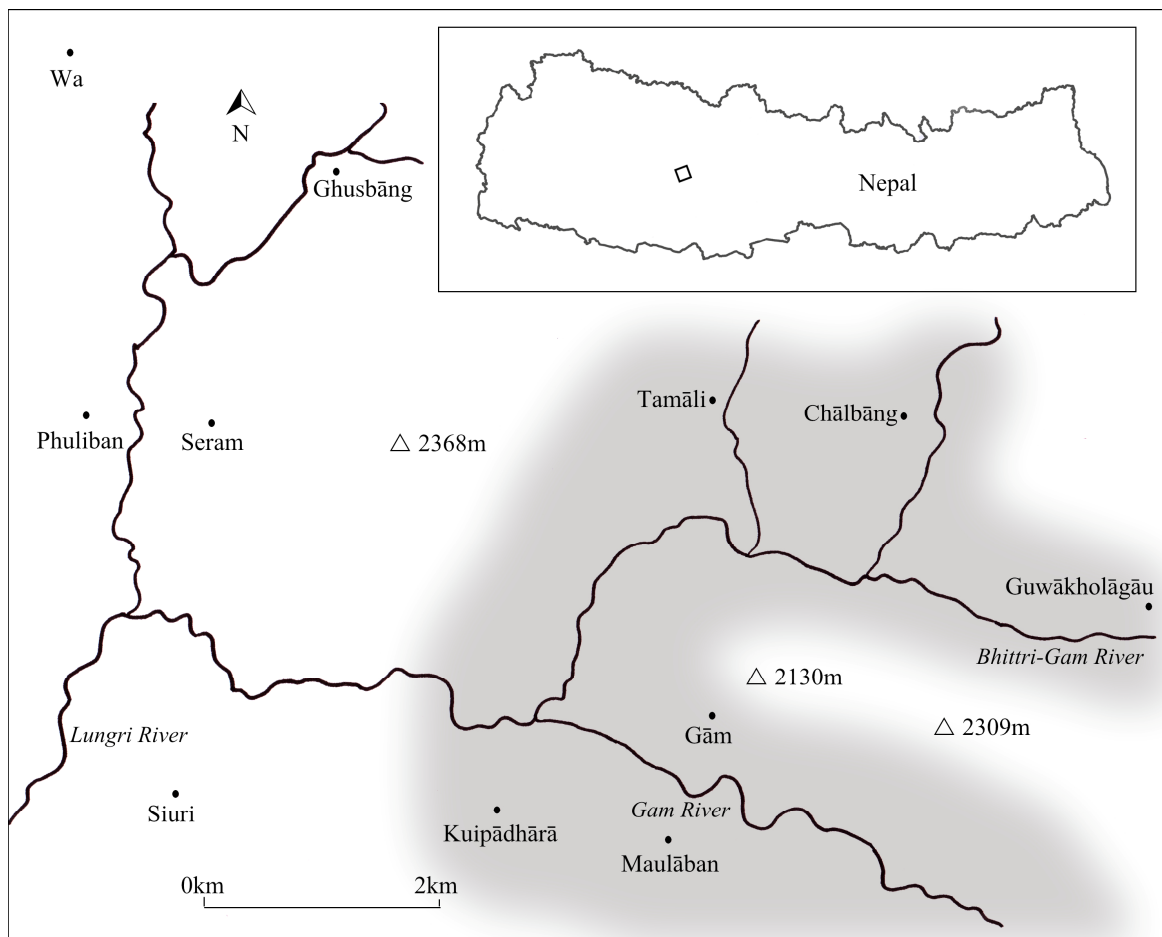 Wa
N
Ghusbāng
Nepal
Tamāli
Chālbāng
Phuliban
Seram
2368m
Guwākholāgāu
Bhittri-Gam River
2130m
Lungri River
Gām
2309m
Siuri
Gam River
Kuipādhārā
Maulāban
0km
2km